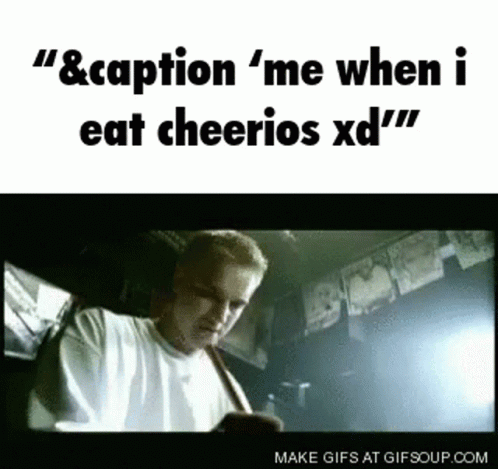 “&caption ‘me when i
eat cheerios xd’”
MAKE GIFS AT GIFSOUP.COM